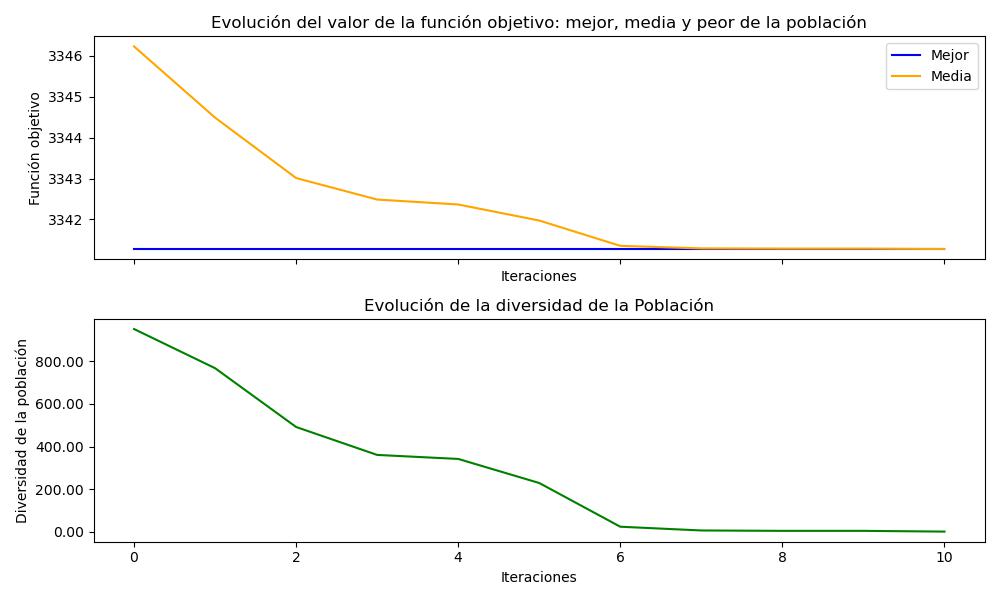 Evolución del valor de la función objetivo: mejor, media y peor de la población
Mejor
Media
3346
3345
3344
3343
3342
Función objetivo
Iteraciones
Evolución de la diversidad de la Población
800.00
600.00
400.00
200.00
0.00
Diversidad de la población
0 2 4 6 8 10
Iteraciones